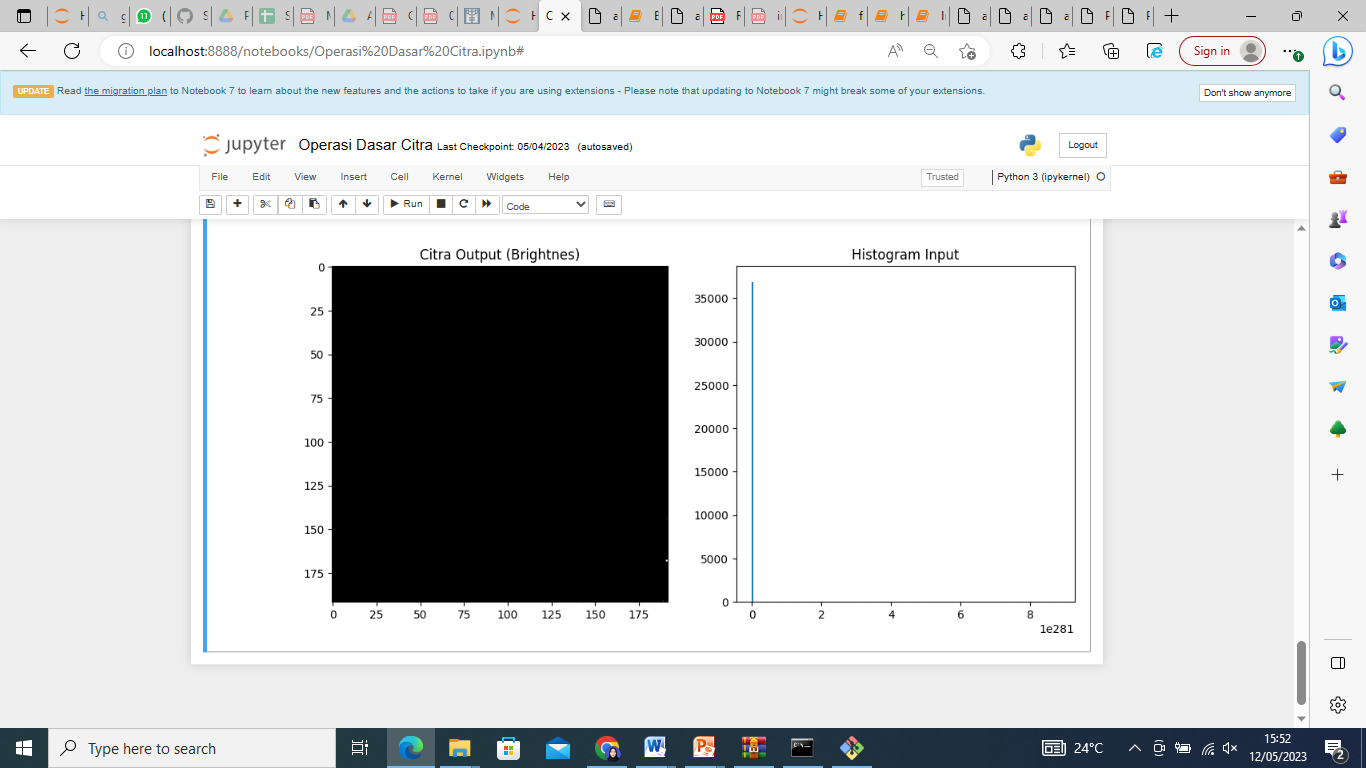 localhost:8888/notebooks/Operasi%20Dasar%20Citra.ipynb#
Sign in
UPDATE Read the migration plan to Notebook 7 to learn about the new features and the actions to take if you are using extensions - Please note that updating to Notebook 7 might break some of your extensions.
Don't show anymore
jupyter Operasi Dasar Citra Last Checkpoint: 05/04/2023 (autosaved)
Logout
File Edit View Insert Cell Kernel Widgets Help
Trusted Python 3 (ipykernel)
Run Code
Citra Output (Brightnes)
0
25
50
75
100
125
150
175
0 25 50 75 100 125 150 175
Histogram Input
35000
30000
25000
20000
15000
10000
5000
0
0 2 4 6 8
1e281
Type here to search
24°C
15:52
12/05/2023
2